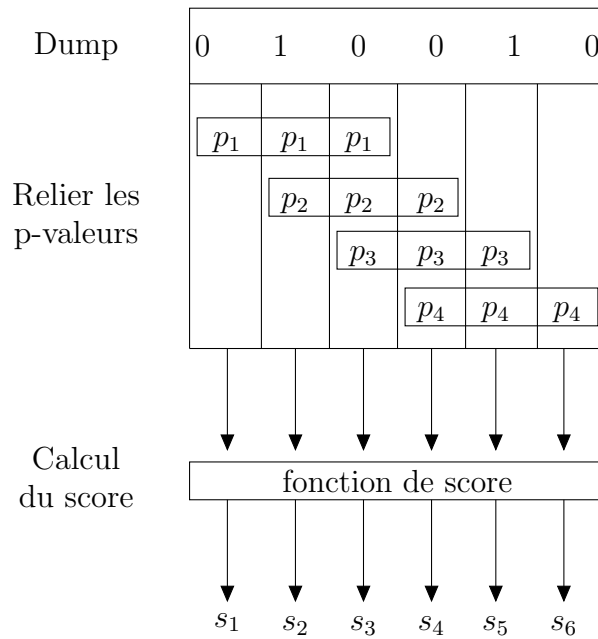 Dump 0 1 0 0 1 0
p1 p1 p1
Relier les
p-valeurs
p2 p2 p2
p3 p3 p3
p4 p4 p4
Calcul
du score
fonction de score
s1 s2 s3 s4 s5 s6